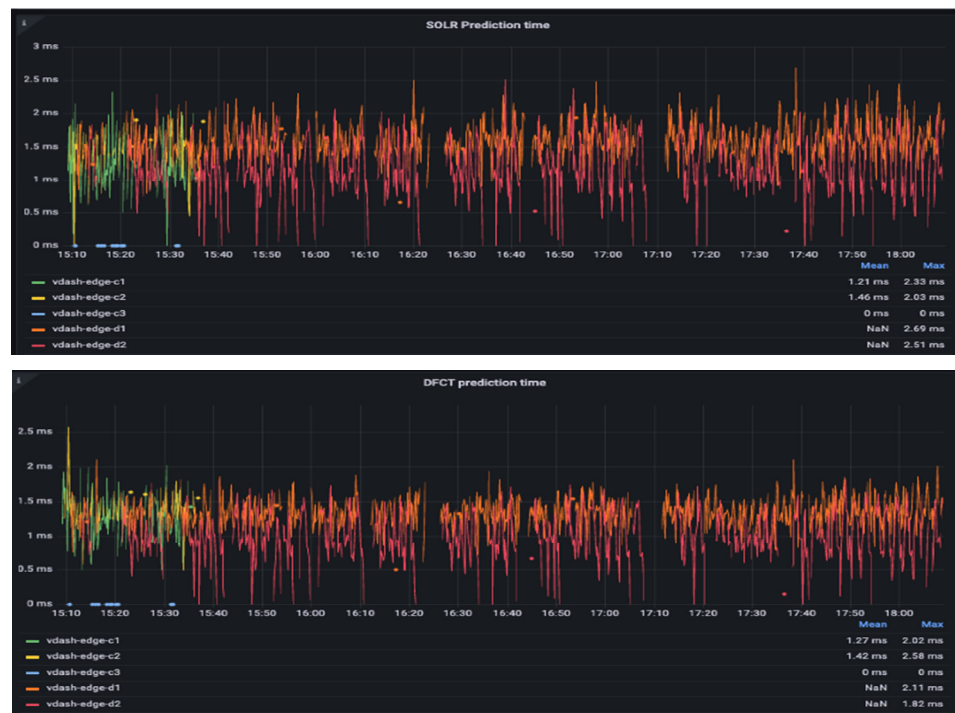 i
SOLR Prediction time
3 ms
2.5 ms
2 ms
1.5 ms
1 ms
0.5 ms
0 ms
15:10 15:20 15:30 15:40 15:50 16:00 16:10 16:20 16:30 16:40 16:50 17:00 17:10 17:20 17:30 17:40 17:50 18:00
Mean Max
vdash-edge-c1 1.21 ms 2.33 ms
vdash-edge-c2 1.46 ms 2.03 ms
vdash-edge-c3 0 ms 0 ms
vdash-edge-d1 NaN 2.69 ms
vdash-edge-d2 NaN 2.51 ms
i
DFCT prediction time
2.5 ms
2 ms
1.5 ms
1 ms
0.5 ms
0 ms
15:10 15:20 15:30 15:40 15:50 16:00 16:10 16:20 16:30 16:40 16:50 17:00 17:10 17:20 17:30 17:40 17:50 18:00
Mean Max
vdash-edge-c1 1.27 ms 2.02 ms
vdash-edge-c2 1.42 ms 2.58 ms
vdash-edge-c3 0 ms 0 ms
vdash-edge-d1 NaN 2.11 ms
vdash-edge-d2 NaN 1.82 ms